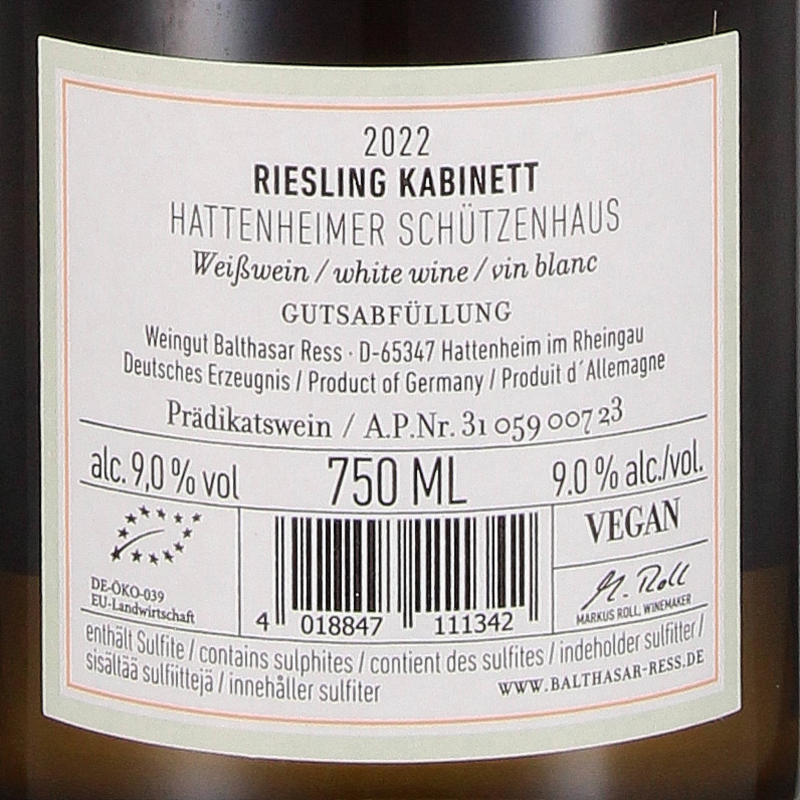 2022
RIESLING KABINETT
HATTENHEIMER SCHÜTZENHAUS
Weißwein / white wine / vin blanc
GUTSABFÜLLUNG
Weingut Balthasar Ress · D-65347 Hattenheim im Rheingau
Deutsches Erzeugnis / Product of Germany / Produit d´Allemagne
Prädikatswein / A.P.Nr. 31 059 007 23
alc. 9,0 % vol 750 ML 9.0 % alc./vol.
VEGAN
DE-ÖKO-039
EU-Landwirtschaft
4 018847 111342
M. Roll
MARKUS ROLL, WINEMAKER
enthält Sulfite / contains sulphites / contient des sulfites / indeholder sulfitter /
sisältää sulfiittejä / innehåller sulfiter
WWW.BALTHASAR-RESS.DE